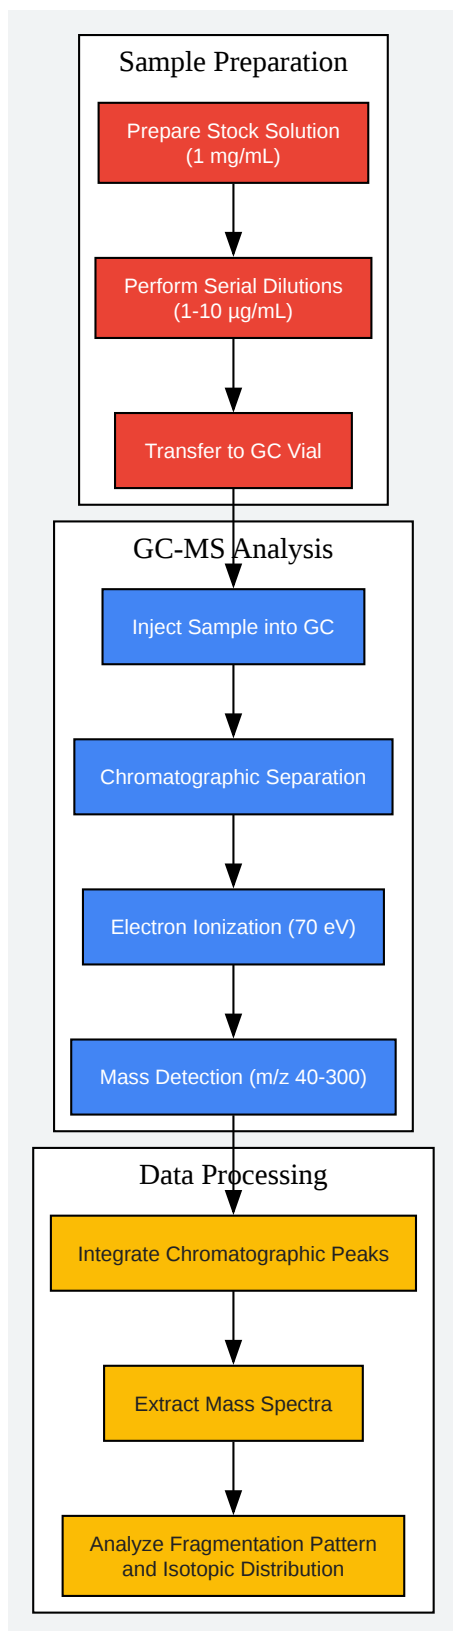 Sample Preparation
Prepare Stock Solution
(1 mg/mL)
Perform Serial Dilutions
(1-10 µg/mL)
Transfer to GC Vial
GC-MS Analysis
Inject Sample into GC
Chromatographic Separation
Electron Ionization (70 eV)
Mass Detection (m/z 40-300)
Data Processing
Integrate Chromatographic Peaks
Extract Mass Spectra
Analyze Fragmentation Pattern
and Isotopic Distribution